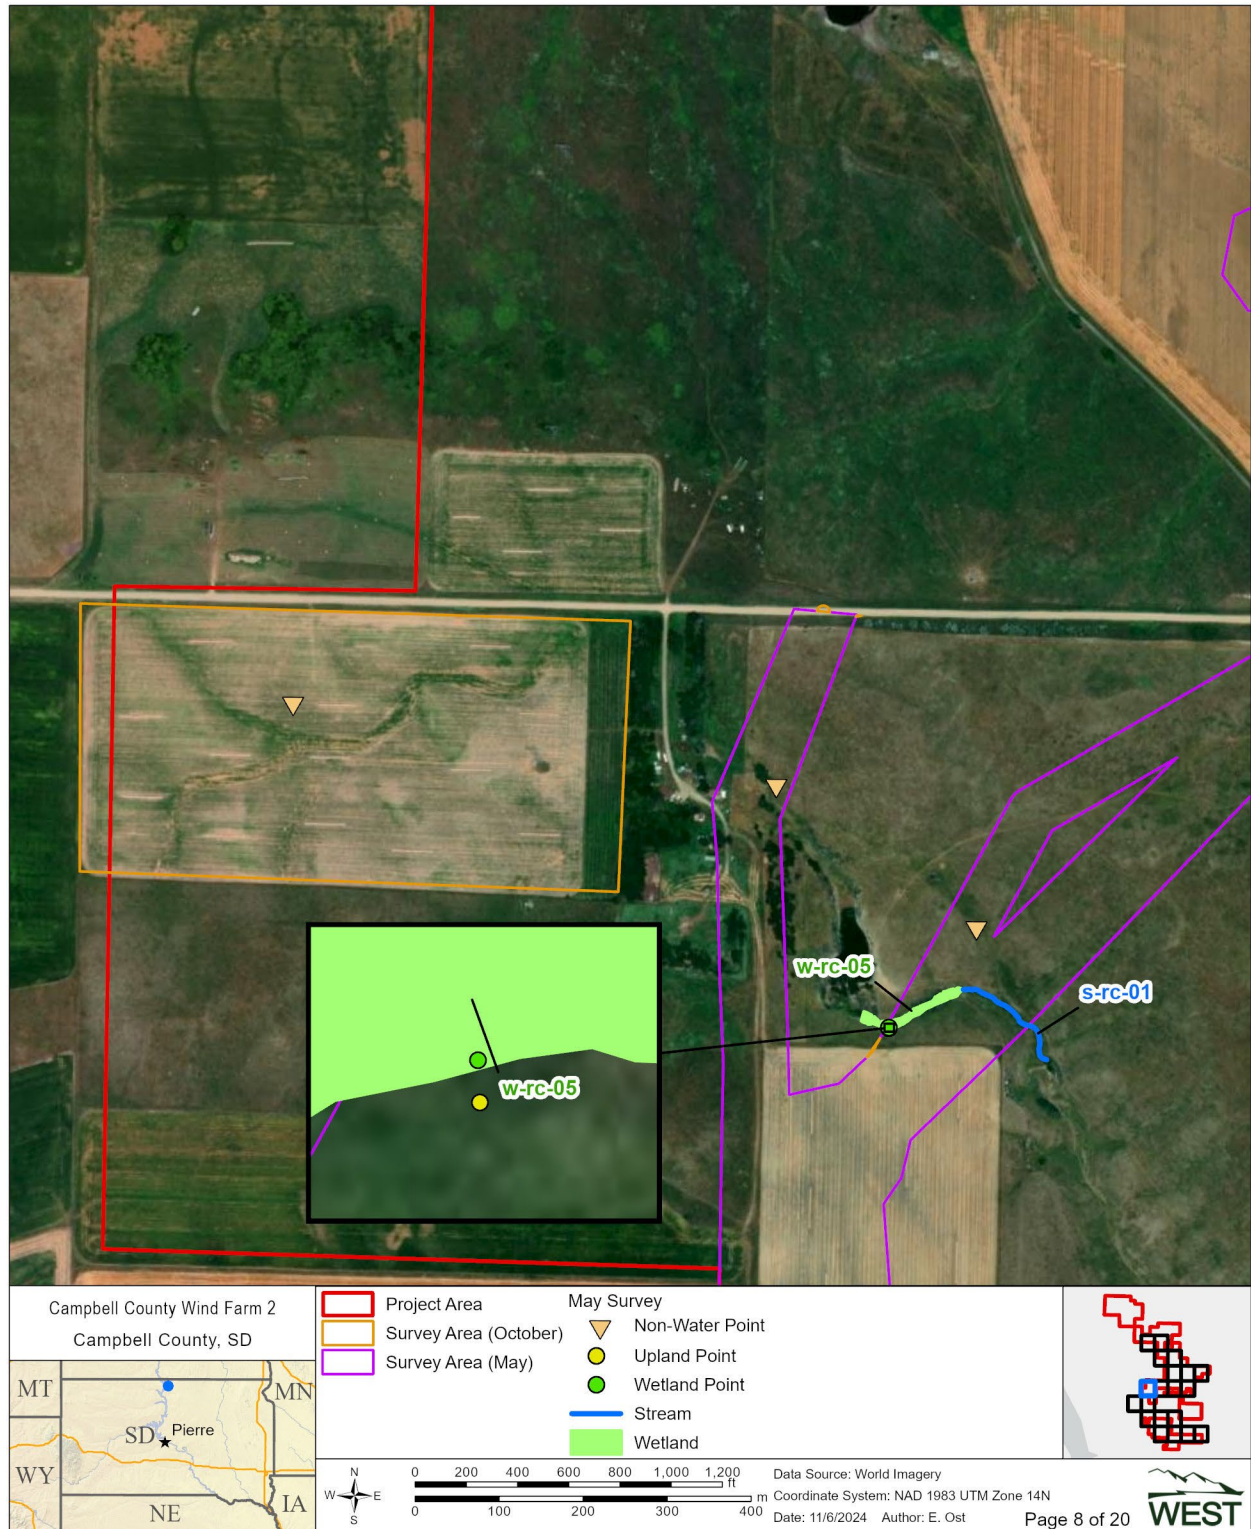 w-rc-05
s-rc-01
w-rc-05
Campbell County Wind Farm 2
Campbell County, SD
MT
MN
SD
Pierre
WY
NE
IA
Project Area
Survey Area (October)
Survey Area (May)
May Survey
Non-Water Point
Upland Point
Wetland Point
Stream
Wetland
N
W E
S
0 200 400 600 800 1,000 1,200
ft
m
0 100 200 300 400
Data Source: World Imagery
Coordinate System: NAD 1983 UTM Zone 14N
Date: 11/6/2024 Author: E. Ost
Page 8 of 20
WEST